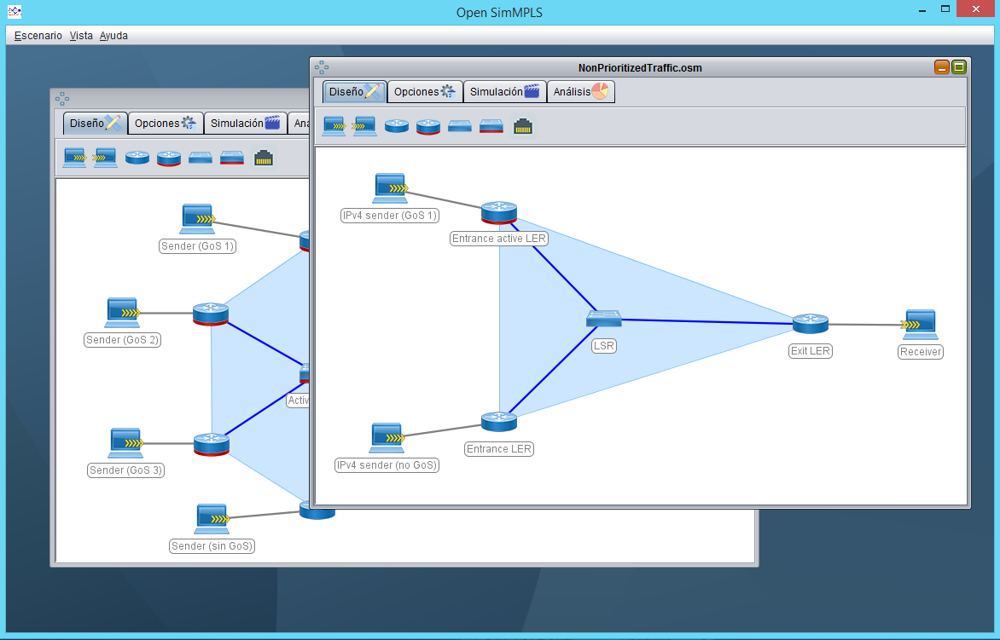 Open SimMPLS
Escenario Vista Ayuda
NonPrioritizedTraffic.osm
Diseño Opciones Simulación Análisis
IPv4 sender (GoS 1)
Entrance active LER
LSR
Exit LER
Receiver
Entrance LER
IPv4 sender (no GoS)
Diseño Opciones Simulación Aná
Sender (GoS 1)
Sender (GoS 2)
Activ
Sender (GoS 3)
Sender (sin GoS)